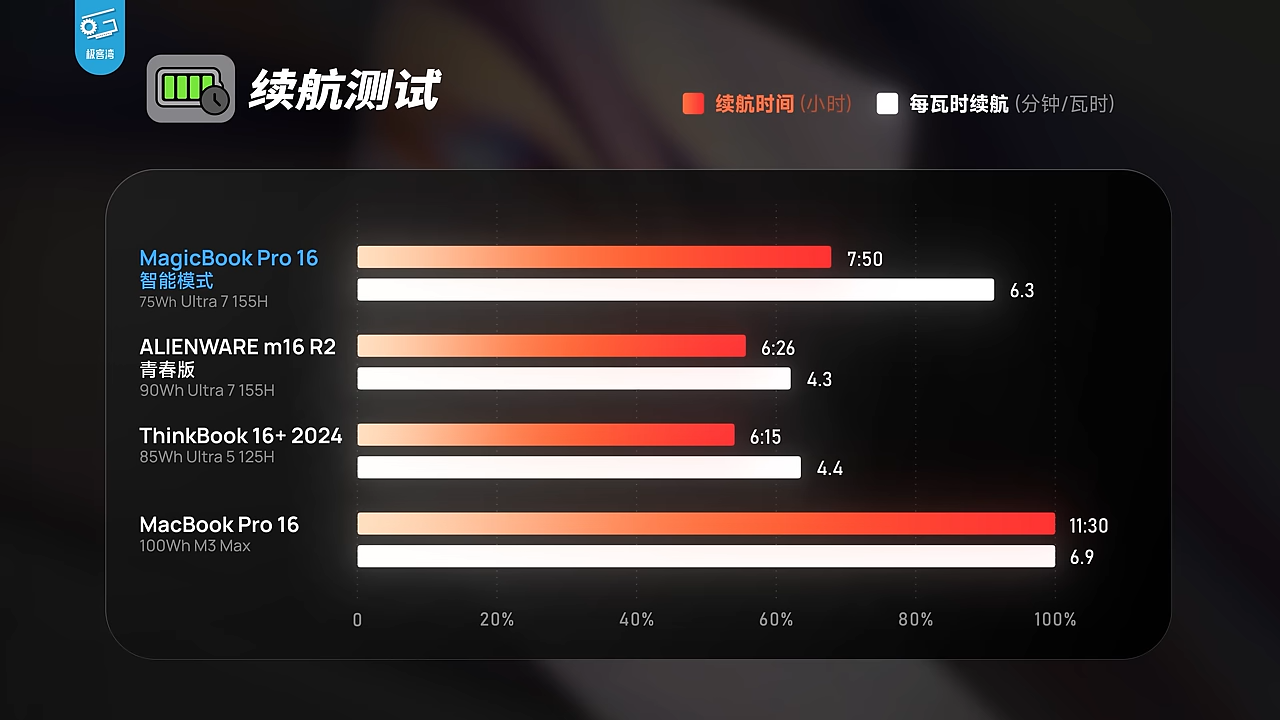 极客湾
续航测试
续航时间 (小时) 每瓦时续航 (分钟/瓦时)
MagicBook Pro 16
智能模式
75Wh Ultra 7 155H
7:50
6.3
ALIENWARE m16 R2
青春版
90Wh Ultra 7 155H
6:26
4.3
ThinkBook 16+ 2024
85Wh Ultra 5 125H
6:15
4.4
MacBook Pro 16
100Wh M3 Max
11:30
6.9
0 20% 40% 60% 80% 100%